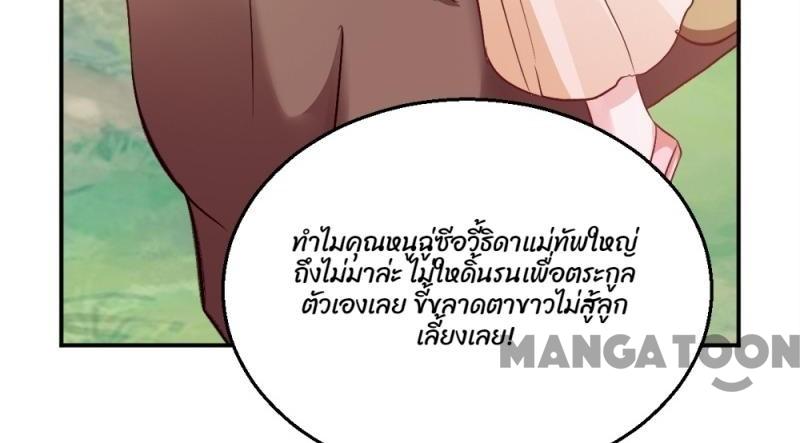 ทำไมคุณหนูฉู่ซีอวี้ธิดาแม่ทัพใหญ่
ถึงไม่มาล่ะ ไม่ใหดิ้นรนเพื่อตระกูล
ตัวเองเลย ขี้ขลาดตาขาวไม่สู้ลูก
เลี้ยงเลย!
MANGATOON